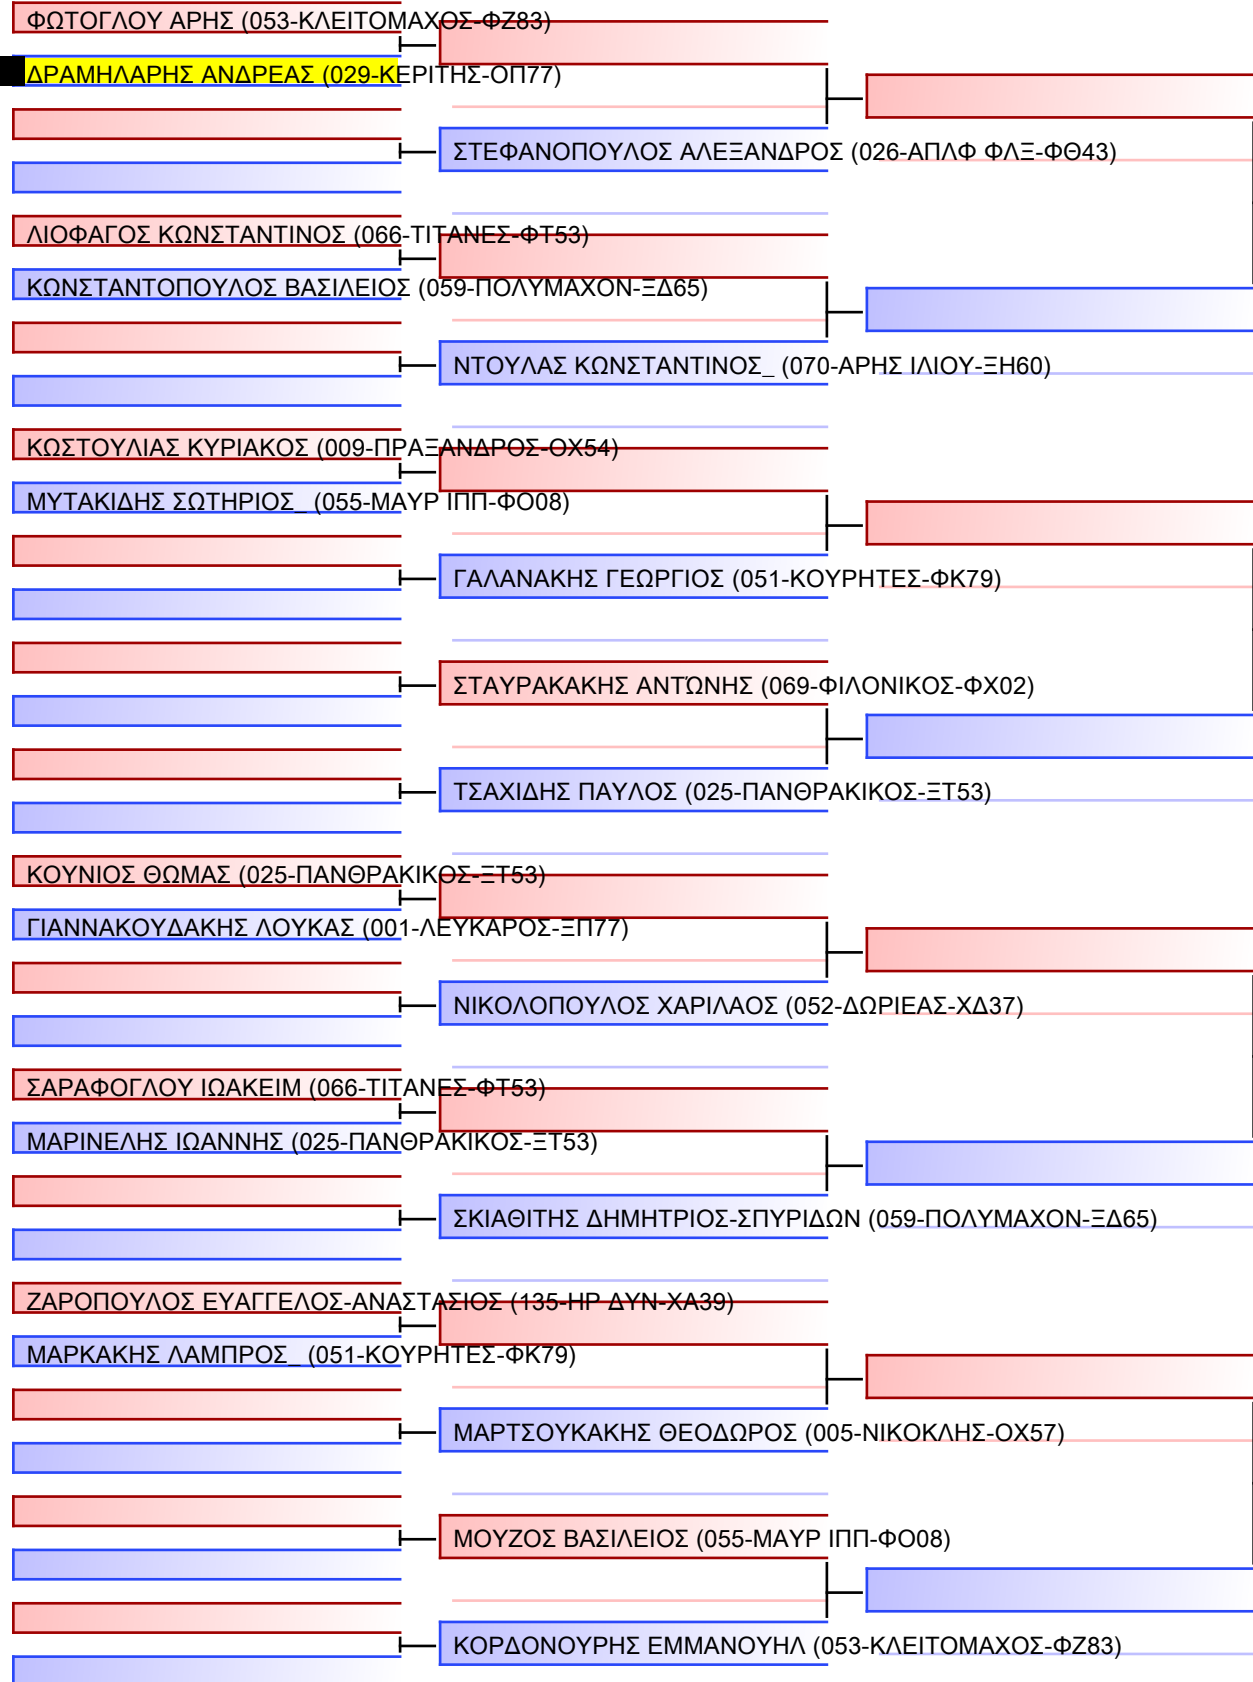 ΦΩΤΟΓΛΟΥ ΑΡΗΣ (053-ΚΛΕΙΤΟΜΑΧΟΣ-ΦΖ83)
ΔΡΑΜΗΛΑΡΗΣ ΑΝΔΡΕΑΣ (029-ΚΕΡΙΤΗΣ-ΟΠ77)
ΣΤΕΦΑΝΟΠΟΥΛΟΣ ΑΛΕΞΑΝΔΡΟΣ (026-ΑΠΛΦ ΦΛΞ-ΦΘ43)
ΛΙΟΦΑΓΟΣ ΚΩΝΣΤΑΝΤΙΝΟΣ (066-ΤΙΤΑΝΕΣ-ΦΤ53)
ΚΩΝΣΤΑΝΤΟΠΟΥΛΟΣ ΒΑΣΙΛΕΙΟΣ (059-ΠΟΛΥΜΑΧΟΝ-ΞΔ65)
ΝΤΟΥΛΑΣ ΚΩΝΣΤΑΝΤΙΝΟΣ_ (070-ΑΡΗΣ ΙΛΙΟΥ-ΞΗ60)
ΚΩΣΤΟΥΛΙΑΣ ΚΥΡΙΑΚΟΣ (009-ΠΡΑΞΑΝΔΡΟΣ-ΟΧ54)
ΜΥΤΑΚΙΔΗΣ ΣΩΤΗΡΙΟΣ_ (055-ΜΑΥΡ ΙΠΠ-ΦΟ08)
ΓΑΛΑΝΑΚΗΣ ΓΕΩΡΓΙΟΣ (051-ΚΟΥΡΗΤΕΣ-ΦΚ79)
ΣΤΑΥΡΑΚΑΚΗΣ ΑΝΤΏΝΗΣ (069-ΦΙΛΟΝΙΚΟΣ-ΦΧ02)
ΤΣΑΧΙΔΗΣ ΠΑΥΛΟΣ (025-ΠΑΝΘΡΑΚΙΚΟΣ-ΞΤ53)
ΚΟΥΝΙΟΣ ΘΩΜΑΣ (025-ΠΑΝΘΡΑΚΙΚΟΣ-ΞΤ53)
ΓΙΑΝΝΑΚΟΥΔΑΚΗΣ ΛΟΥΚΑΣ (001-ΛΕΥΚΑΡΟΣ-ΞΠ77)
ΝΙΚΟΛΟΠΟΥΛΟΣ ΧΑΡΙΛΑΟΣ (052-ΔΩΡΙΕΑΣ-ΧΔ37)
ΣΑΡΑΦΟΓΛΟΥ ΙΩΑΚΕΙΜ (066-ΤΙΤΑΝΕΣ-ΦΤ53)
ΜΑΡΙΝΕΛΗΣ ΙΩΑΝΝΗΣ (025-ΠΑΝΘΡΑΚΙΚΟΣ-ΞΤ53)
ΣΚΙΑΘΙΤΗΣ ΔΗΜΗΤΡΙΟΣ-ΣΠΥΡΙΔΩΝ (059-ΠΟΛΥΜΑΧΟΝ-ΞΔ65)
ΖΑΡΟΠΟΥΛΟΣ ΕΥΑΓΓΕΛΟΣ-ΑΝΑΣΤΑΣΙΟΣ (135-ΗΡ ΔΥΝ-ΧΑ39)
ΜΑΡΚΑΚΗΣ ΛΑΜΠΡΟΣ_ (051-ΚΟΥΡΗΤΕΣ-ΦΚ79)
ΜΑΡΤΣΟΥΚΑΚΗΣ ΘΕΟΔΩΡΟΣ (005-ΝΙΚΟΚΛΗΣ-ΟΧ57)
ΜΟΥΖΟΣ ΒΑΣΙΛΕΙΟΣ (055-ΜΑΥΡ ΙΠΠ-ΦΟ08)
ΚΟΡΔΟΝΟΥΡΗΣ ΕΜΜΑΝΟΥΗΛ (053-ΚΛΕΙΤΟΜΑΧΟΣ-ΦΖ83)